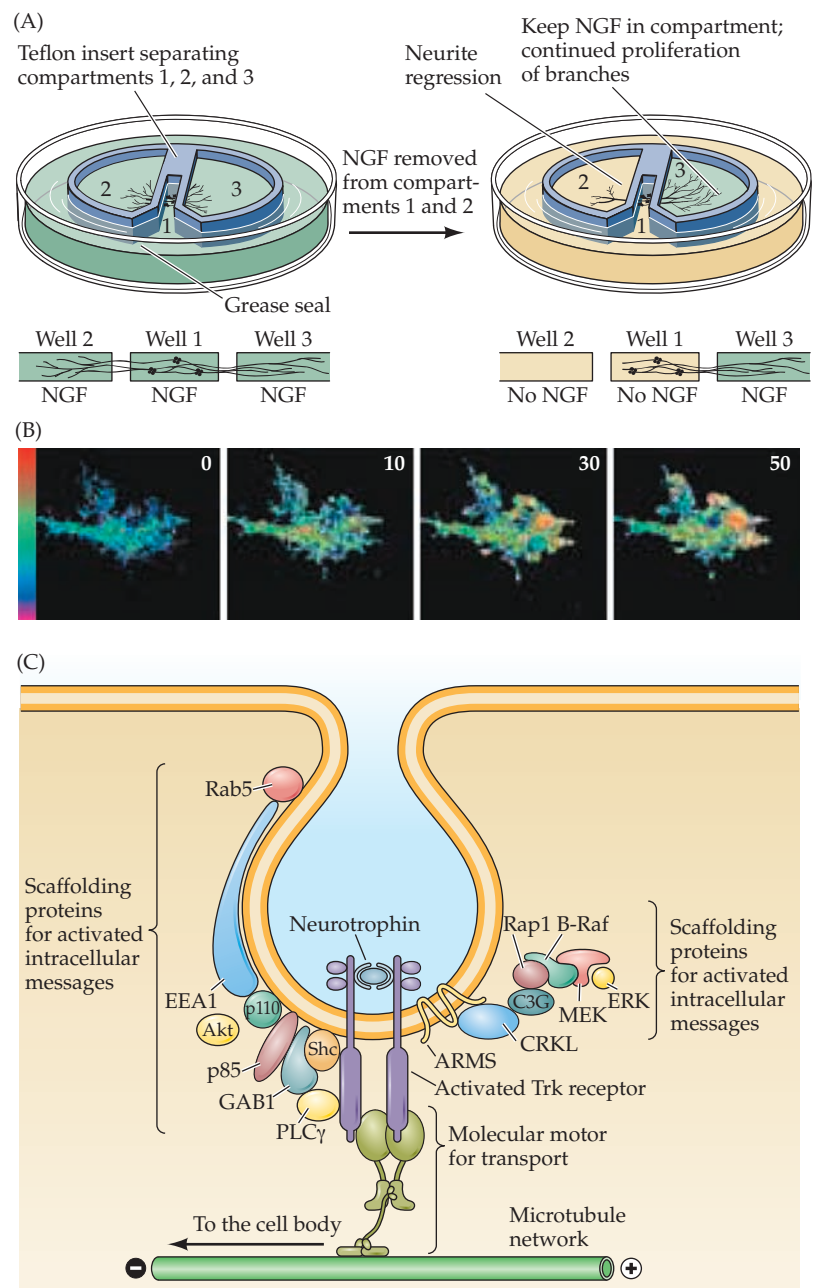 (A)
Teflon insert separating
compartments 1, 2, and 3
Neurite
regression
Keep NGF in compartment;
continued proliferation
of branches
2
3
1
NGF removed
from compart-
ments 1 and 2
2
3
1
Grease seal
Well 2 Well 1 Well 3
NGF NGF NGF
Well 2 Well 1 Well 3
No NGF No NGF NGF
(B)
0 10 30 50
(C)
Rab5
Scaffolding
proteins
for activated
intracellular
messages
Neurotrophin
Rap1 B-Raf
Scaffolding
proteins
for activated
intracellular
messages
EEA1
p110
C3G
MEK
ERK
Akt
Shc
CRKL
p85
ARMS
GAB1
Activated Trk receptor
PLCγ
Molecular motor
for transport
To the cell body
Microtubule
network
− +